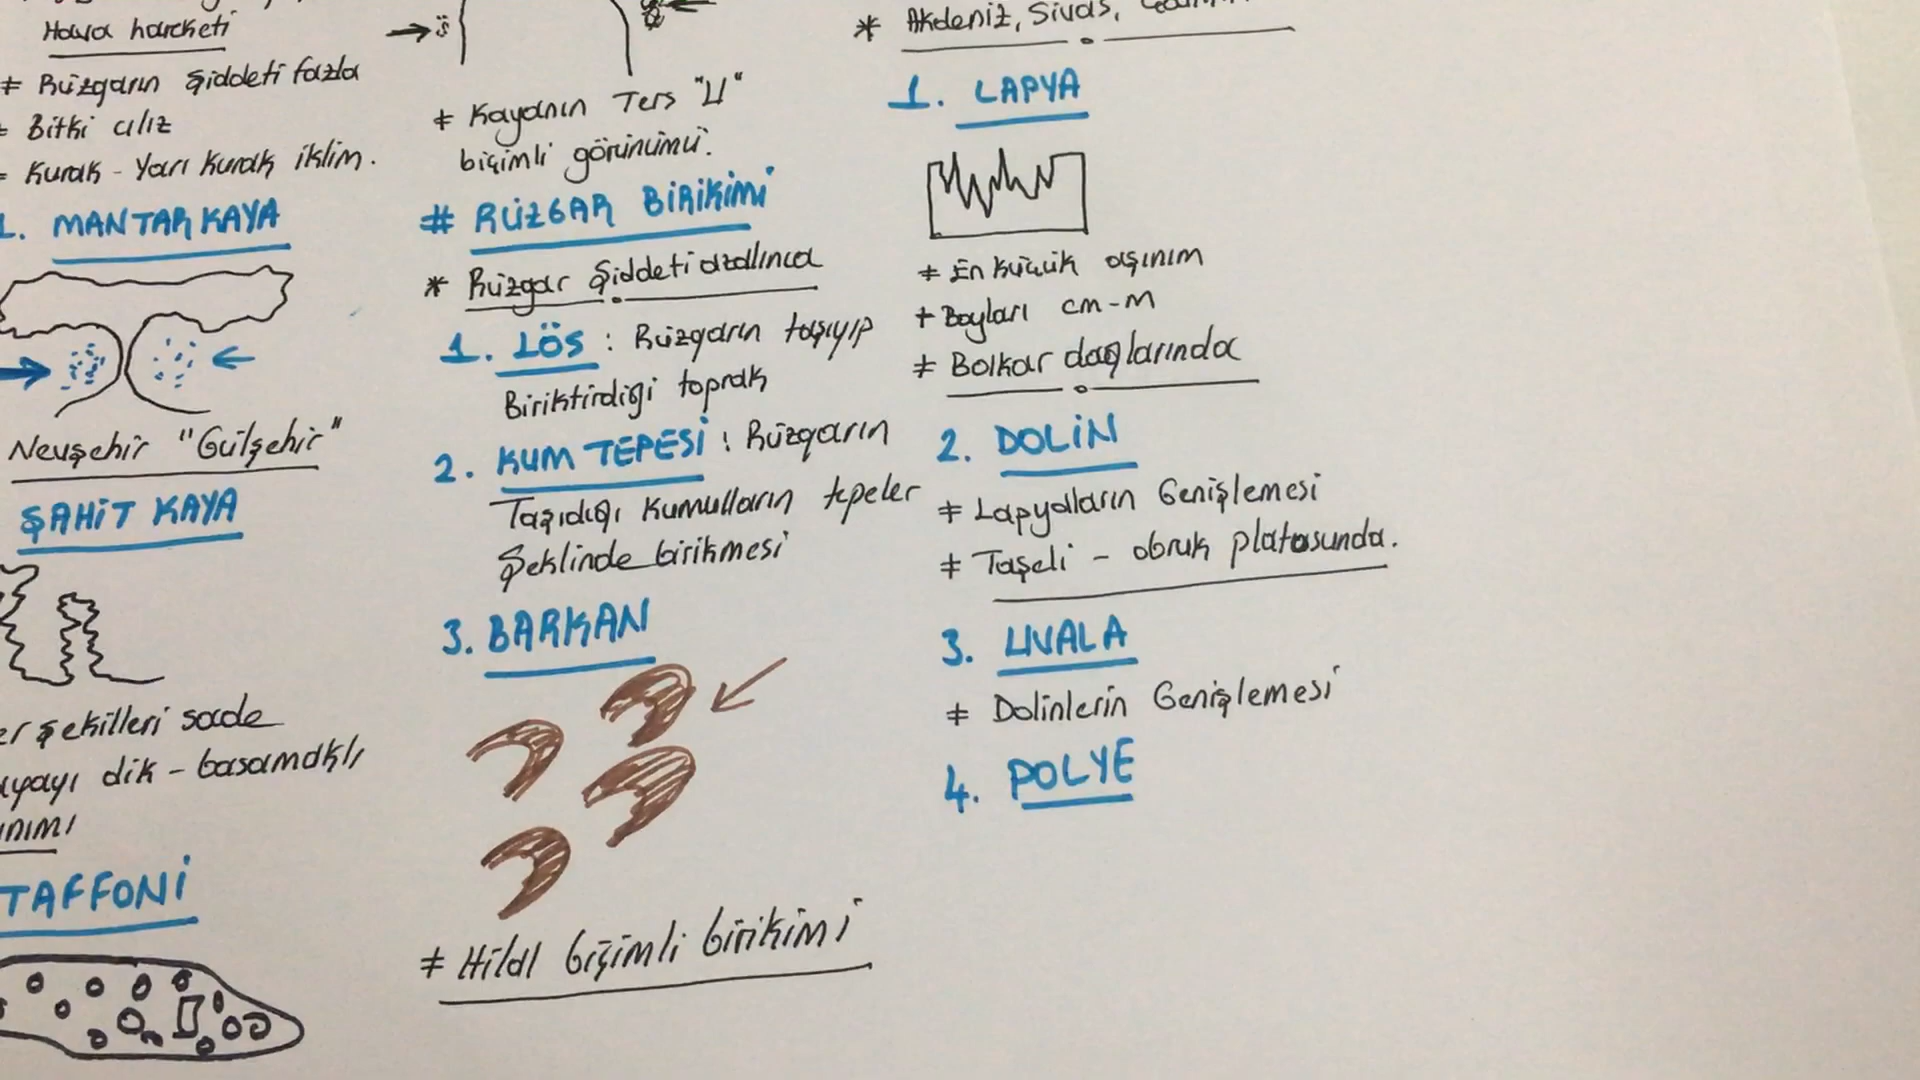 Hava hareketi
≠ Rüzgarın şiddeti fazla
= Bitki cılız
= Kurak - Yarı Kurak iklim.
1. MANTAR KAYA
Nevşehir "Gülşehir"
ŞAHİT KAYA
er şekilleri sade
yayı dik - basamaklı
ınımı
TAFFONİ
≠ Kayanın Ters "U"
biçimli görünümü.
# RÜZGAR BİRİKİMİ
* Rüzgar Şiddeti azalınca
1. LÖS : Rüzgarın taşıyıp
Biriktirdiği toprak
2. KUM TEPESİ : Rüzgarın
Taşıdığı Kumulların tepeler
Şeklinde birikmesi
3. BARKAN
≠ Hilal biçimli birikimi
* Akdeniz, Sivas,
1. LAPYA
≠ En küçük aşınım
+ Boyları cm-m
≠ Bolkar dağlarında
2. DOLİN
≠ Lapyaların Genişlemesi
≠ Taşeli - obruk platosunda.
3. UVALA
≠ Dolinlerin Genişlemesi
4. POLYE